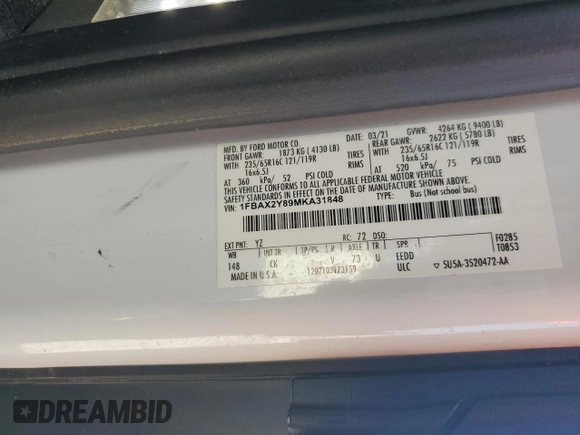 MFD. BY FORD MOTOR CO.
03/21
GVWR: 4264 KG ( 9400 LB)
FRONT GAWR: 1873 KG ( 4130 LB)
REAR GAWR: 2622 KG ( 5780 LB)
WITH 235/65R16C 121/119R TIRES
WITH 235/65R16C 121/119R TIRES
16x6.5J
16x6.5J
AT 360 kPa/ 52 PSI COLD
AT 520 kPa/ 75 PSI COLD
THIS VEHICLE CONFORMS TO ALL APPLICABLE FEDERAL MOTOR VEHICLE
SAFETY STANDARDS IN EFFECT ON THE DATE OF MANUFACTURE SHOWN ABOVE.
VIN: 1FBAX2Y89MKA31848
TYPE: Bus (Not school bus)
EXT PNT: YZ RC: 72 DSO: F0285
WB TP/PS R AXLE TR SPR T0853
148 CK V 73 U EEDD
MADE IN U.S.A. ULC ▽ 5U5A-3520472-AA
DREAMBID